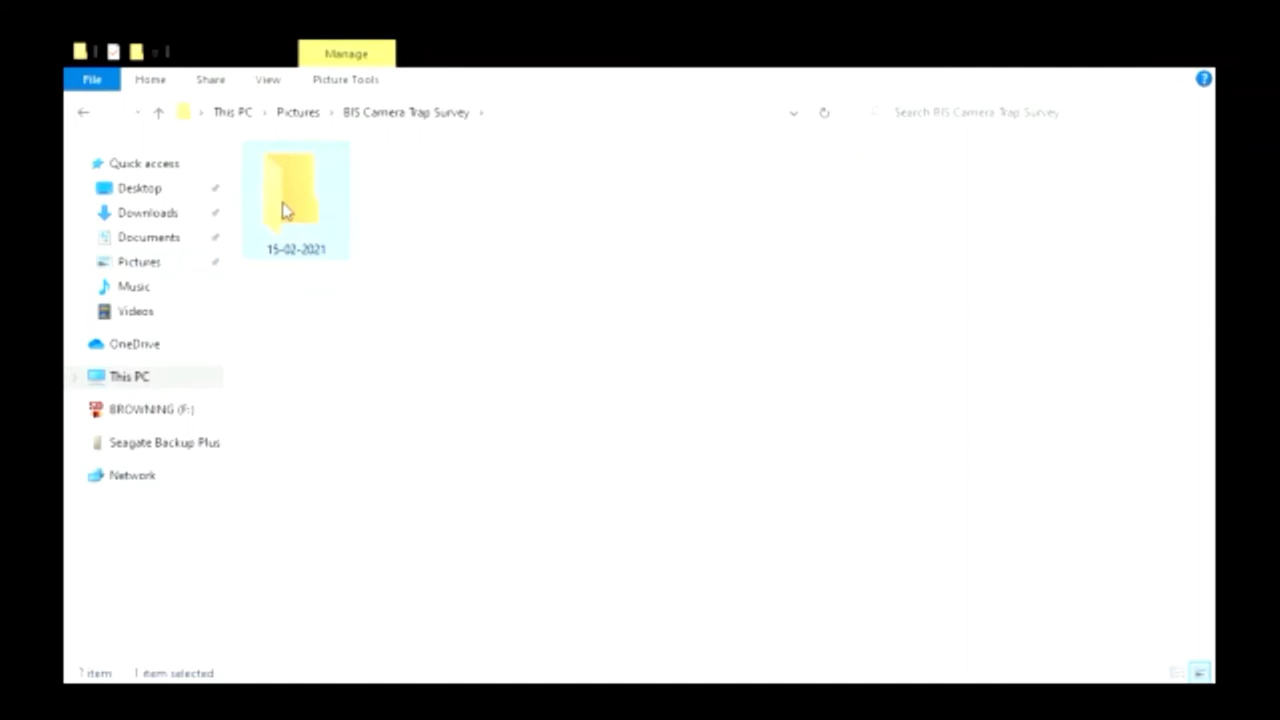 Manage
File Home Share View Picture Tools
This PC › Pictures › BIS Camera Trap Survey ›
Search BIS Camera Trap Survey
Quick access
Desktop
Downloads
Documents
Pictures
Music
Videos
OneDrive
This PC
BROWNING (F:)
Seagate Backup Plus
Network
15-02-2021
item 1 item selected